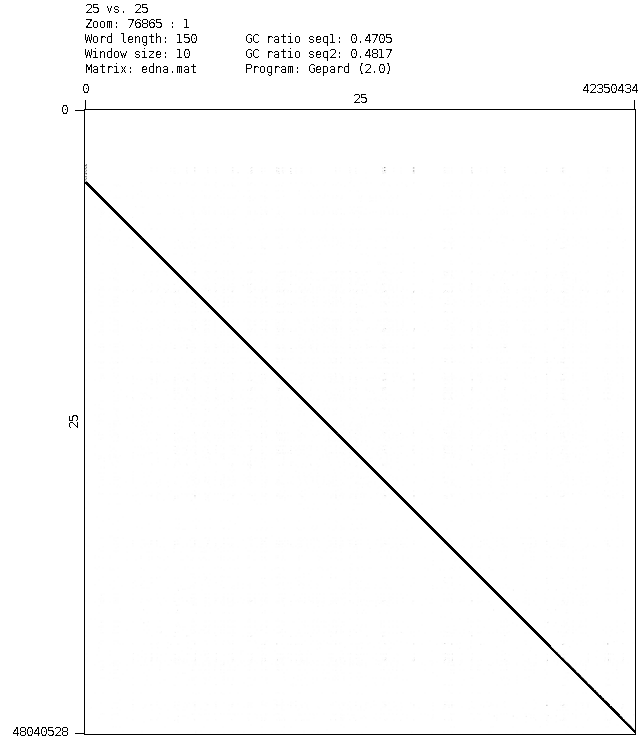 25 vs. 25
Zoom: 76865 : 1
Word length: 150 GC ratio seq1: 0.4705
Window size: 10 GC ratio seq2: 0.4817
Matrix: edna.mat Program: Gepard (2.0)
0 25 42350434
0
25
48040528